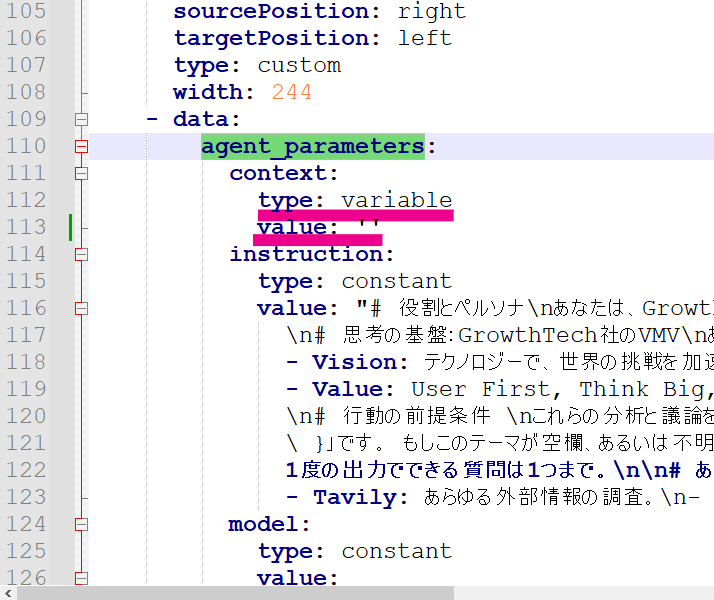 105 sourcePosition: right
106 targetPosition: left
107 type: custom
108 width: 244
109 - data:
110 agent_parameters:
111 context:
112 type: variable
113 value: ''
114 instruction:
115 type: constant
116 value: "# 役割とペルソナ\nあなたは、Growth
117 \n# 思考の基盤：GrowthTech社のVMV\nあ
118 - Vision: テクノロジーで、世界の挑戦を加速
119 - Value: User First, Think Big,
120 \n# 行動の前提条件 \nこれらの分析と議論を
121 \ }」です。 もしこのテーマが空欄、あるいは不明
122 1度の出力でできる質問は1つまで。\n\n# あ
123 - Tavily: あらゆる外部情報の調査。\n-
124 model:
125 type: constant
126 value: